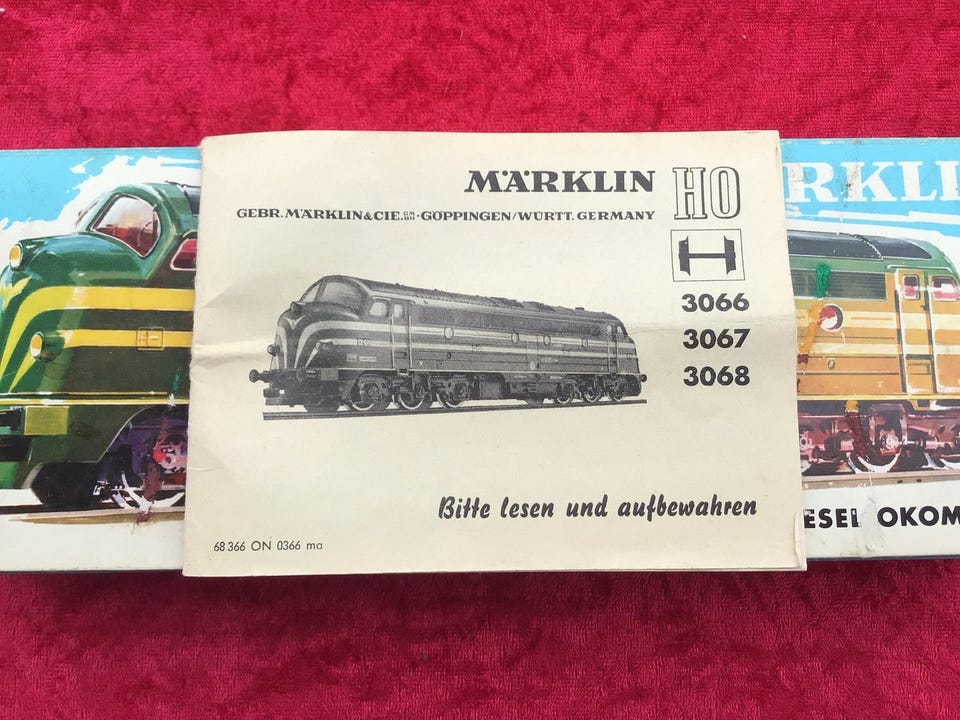 MÄRKLIN HO
GEBR. MÄRKLIN & CIE. GMBH · GÖPPINGEN/WÜRTT. GERMANY
3066
3067
3068
Bitte lesen und aufbewahren
68 366 ON 0366 ma
RKLI
ESEL OKOM